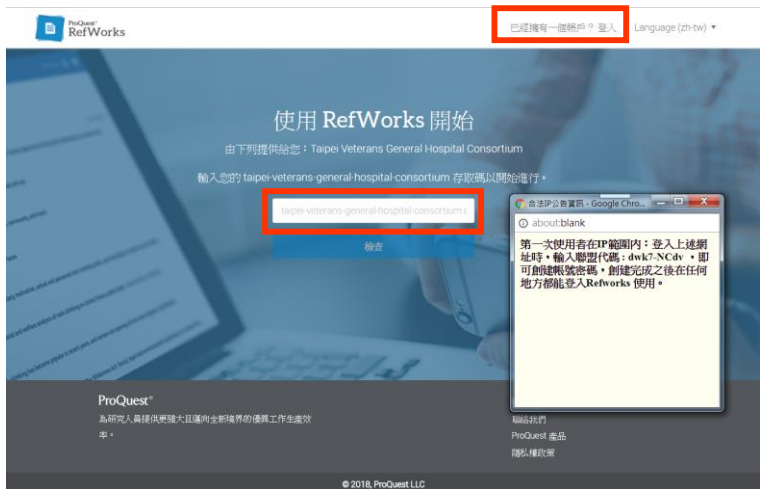 ProQuest®
RefWorks
已經擁有一個帳戶？ 登入
Language (zh-tw)
使用 RefWorks 開始
由下列提供給您：Taipei Veterans General Hospital Consortium
輸入您的 taipei-veterans-general-hospital-consortium 存取碼以開始進行。
taipei-veterans-general-hospital-consortium
檢查
合法IP公告資訊 - Google Chro...
about:blank
第一次使用者在IP範圍內：登入上述網
址時，輸入聯盟代碼 : dwk7-NCdv ，即
可創建帳號密碼，創建完成之後在任何
地方都能登入Refworks 使用。
ProQuest®
為研究人員提供更強大且邁向全新境界的優異工作生產效
率。
聯絡我們
ProQuest 產品
隱私權政策
© 2018, ProQuest LLC